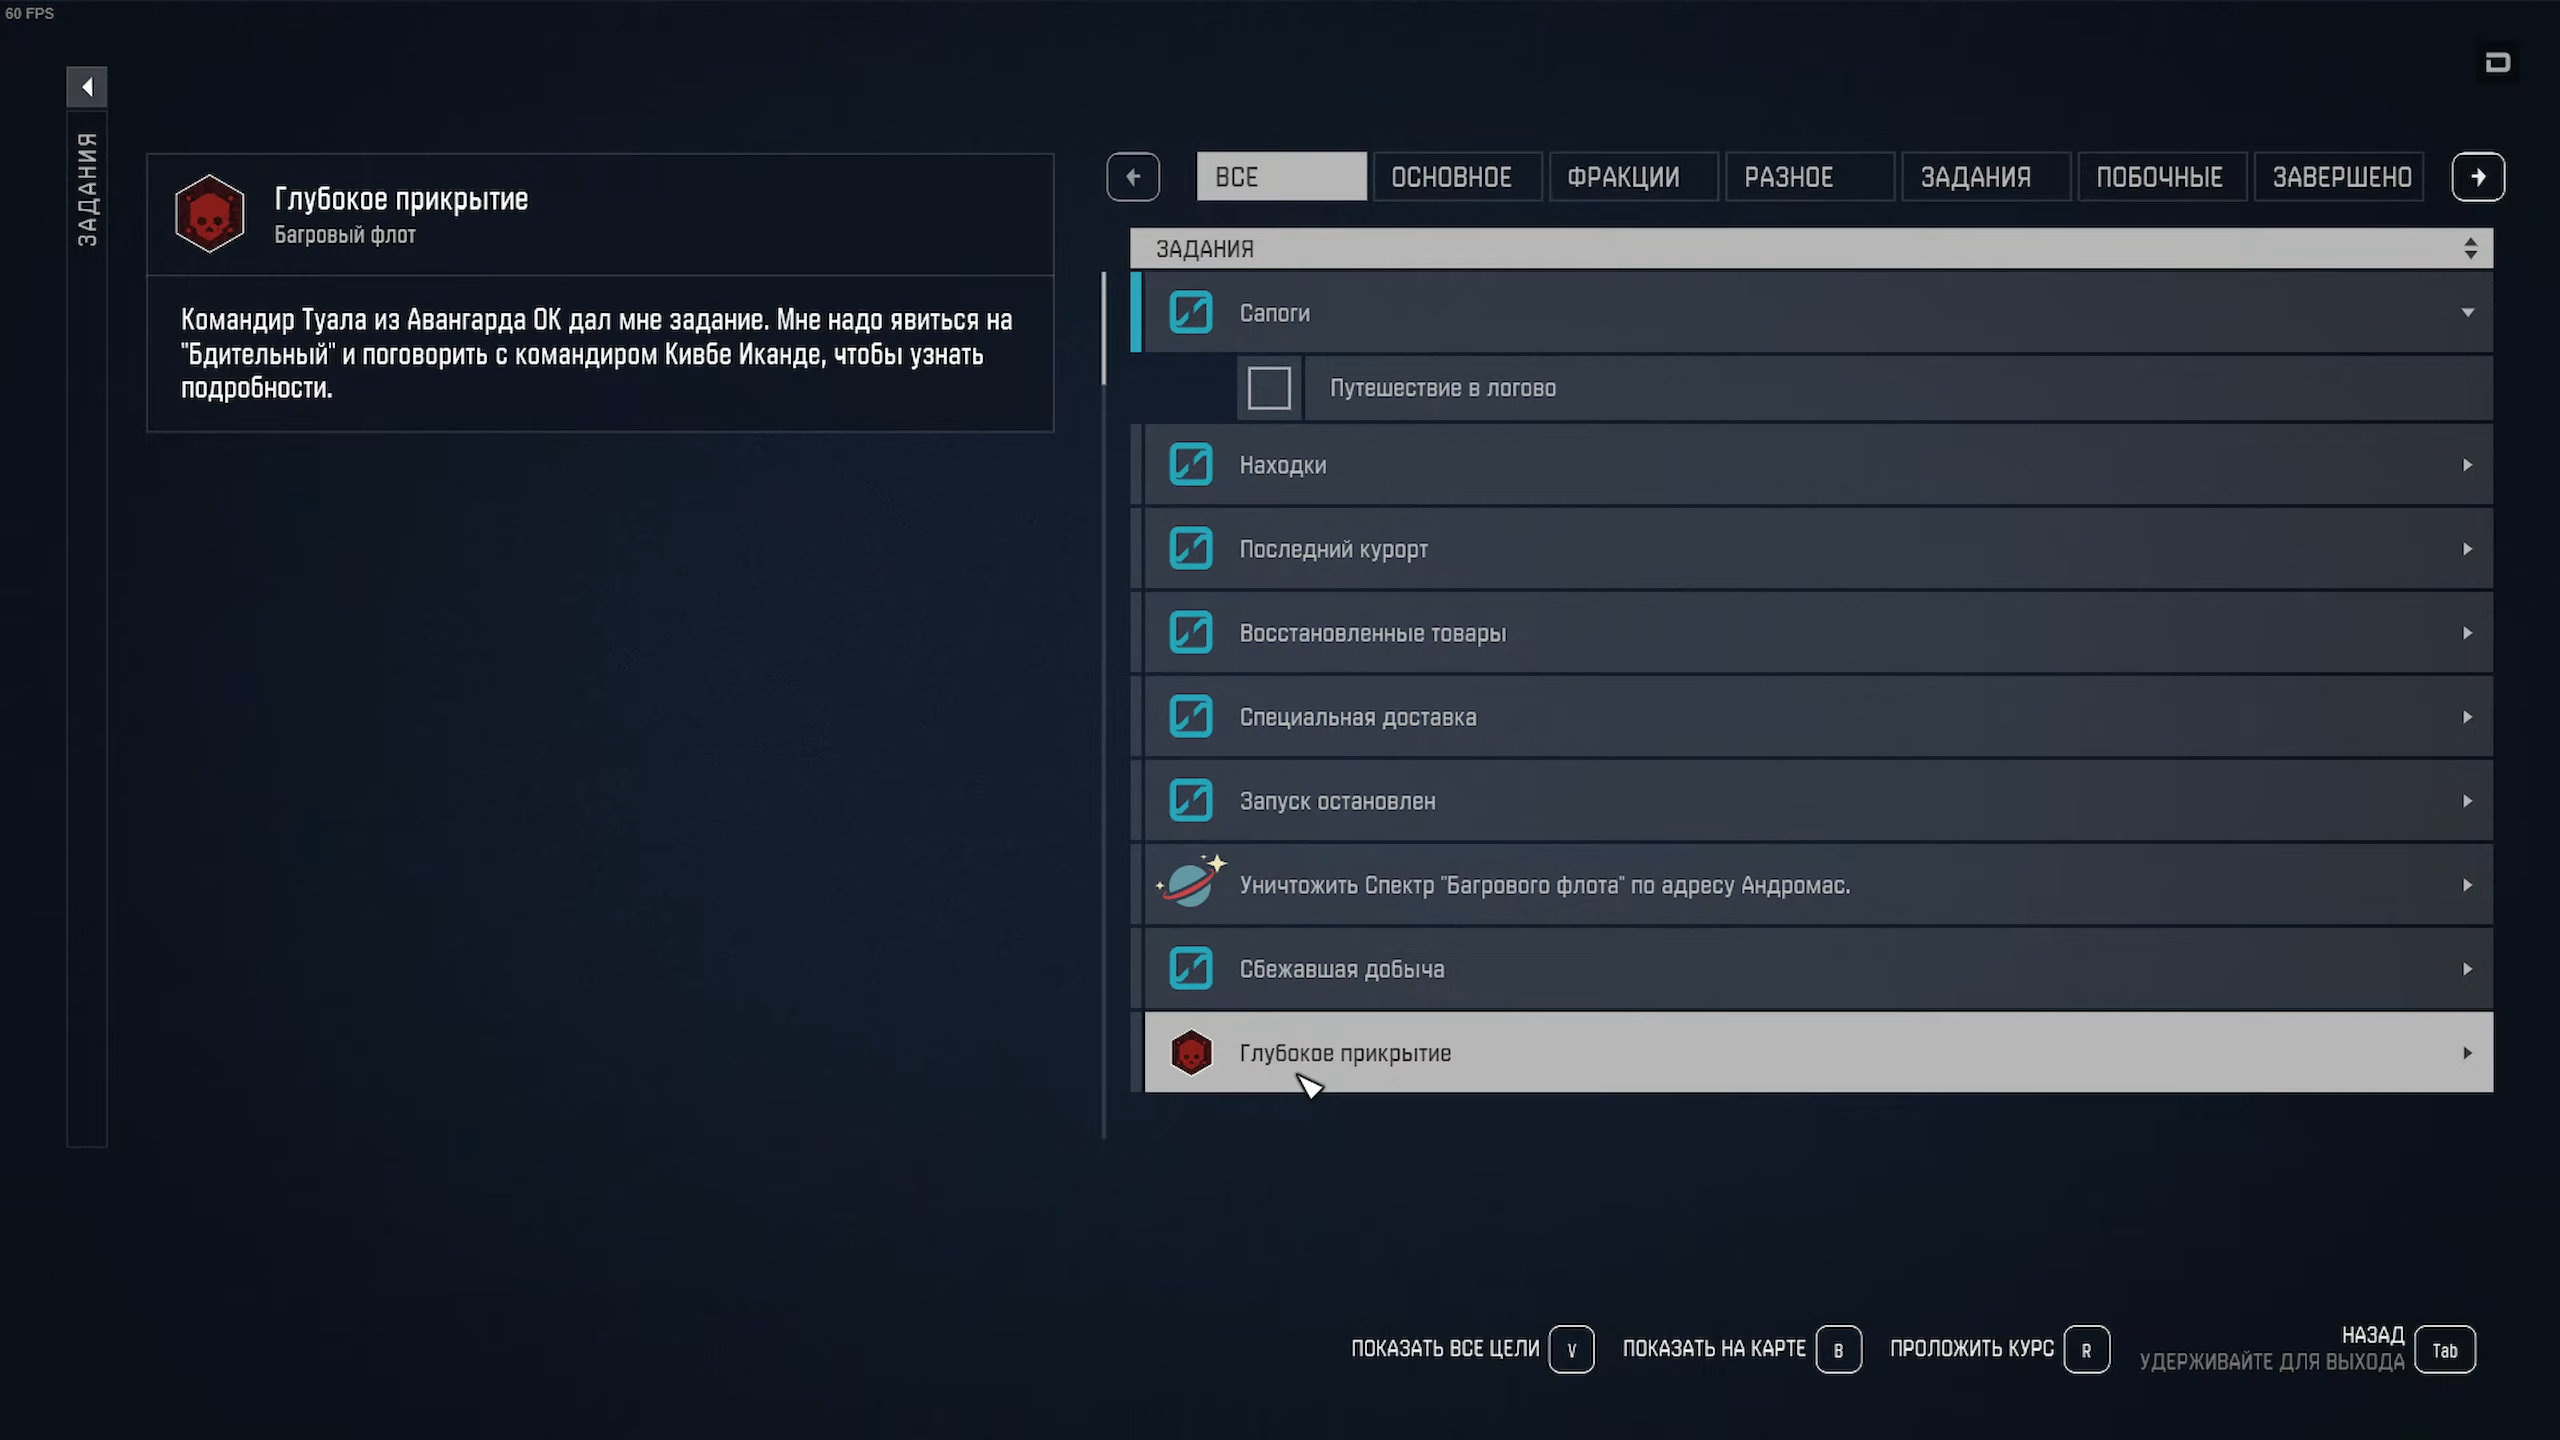 60 FPS
ЗАДАНИЯ
Глубокое прикрытие
Багровый флот
Командир Туала из Авангарда ОК дал мне задание. Мне надо явиться на
"Бдительный" и поговорить с командиром Кивбе Иканде, чтобы узнать
подробности.
ВСЕ
ОСНОВНОЕ
ФРАКЦИИ
РАЗНОЕ
ЗАДАНИЯ
ПОБОЧНЫЕ
ЗАВЕРШЕНО
ЗАДАНИЯ
Сапоги
Путешествие в логово
Находки
Последний курорт
Восстановленные товары
Специальная доставка
Запуск остановлен
Уничтожить Спектр "Багрового флота" по адресу Андромас.
Сбежавшая добыча
Глубокое прикрытие
ПОКАЗАТЬ ВСЕ ЦЕЛИ V
ПОКАЗАТЬ НА КАРТЕ B
ПРОЛОЖИТЬ КУРС R
НАЗАД
УДЕРЖИВАЙТЕ ДЛЯ ВЫХОДА
Tab